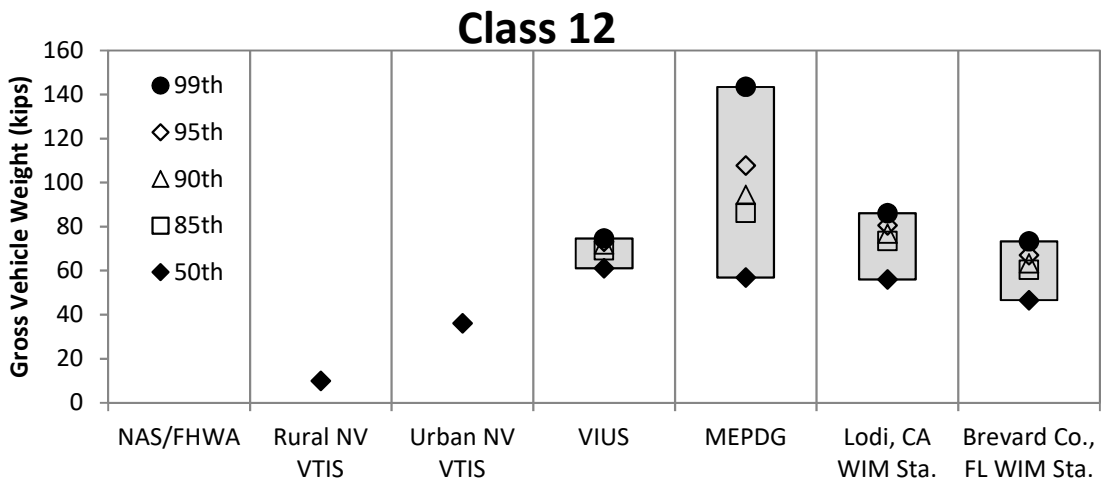 Class 12
Gross Vehicle Weight (kips)
160
140
120
100
80
60
40
20
0
99th
95th
90th
85th
50th
NAS/FHWA
Rural NV
VTIS
Urban NV
VTIS
VIUS
MEPDG
Lodi, CA
WIM Sta.
Brevard Co.,
FL WIM Sta.